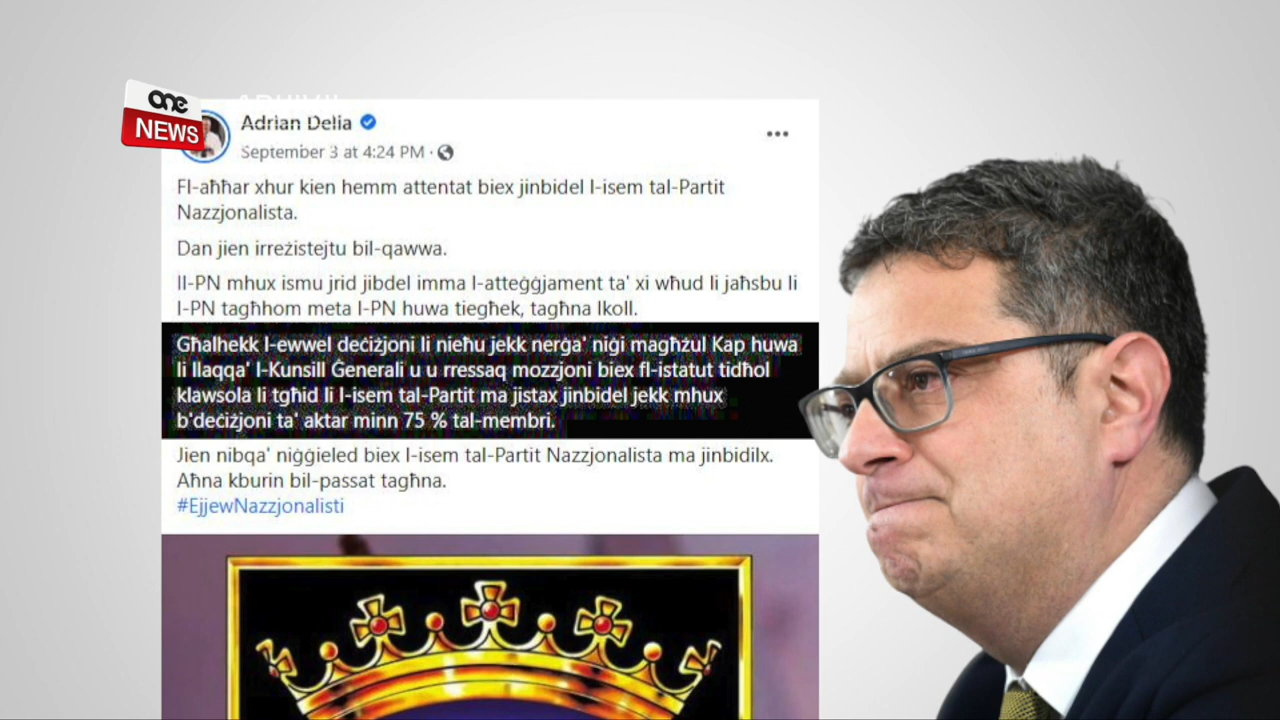 one
NEWS
Adrian Delia
September 3 at 4:24 PM ·
Fl-aħħar xhur kien hemm attentat biex jinbidel l-isem tal-Partit
Nazzjonalista.
Dan jien irreżistejtu bil-qawwa.
Il-PN mhux ismu jrid jibdel imma l-atteġġjament ta' xi wħud li jaħsbu li
l-PN tagħhom meta l-PN huwa tiegħek, tagħna lkoll.
Għalhekk l-ewwel deċiżjoni li nieħu jekk nerġa' niġi magħżul Kap huwa
li llaqqa' l-Kunsill Ġenerali u u rressaq mozzjoni biex fl-istatut tidħol
klawsola li tgħid li l-isem tal-Partit ma jistax jinbidel jekk mhux
b'deċiżjoni ta' aktar minn 75 % tal-membri.
Jien nibqa' niġġieled biex l-isem tal-Partit Nazzjonalista ma jinbidilx.
Aħna kburin bil-passat tagħna.
#EjjewNazzjonalisti